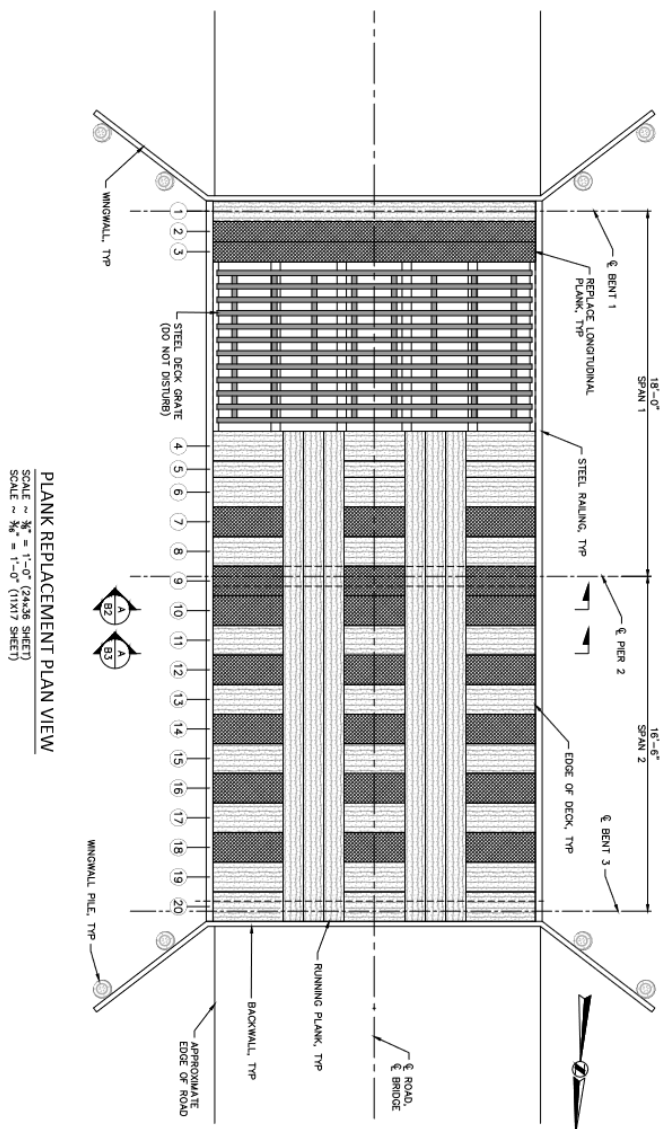 18'-0"
SPAN 1
16'-6"
SPAN 2
℄ BENT 1
REPLACE LONGITUDINAL
PLANK, TYP
STEEL RAILING, TYP
℄ PIER 2
EDGE OF DECK, TYP
℄ BENT 3
WINGWALL, TYP
STEEL DECK GRATE
(DO NOT DISTURB)
1
2
3
4
5
6
7
8
9
10
11
12
13
14
15
16
17
18
19
20
A
B2
A
B3
RUNNING PLANK, TYP
℄ ROAD,
℄ BRIDGE
BACKWALL, TYP
APPROXIMATE
EDGE OF ROAD
WINGWALL PILE, TYP
PLANK REPLACEMENT PLAN VIEW
SCALE ~ ⅜" = 1'-0" (24x36 SHEET)
SCALE ~ 3/16" = 1'-0" (11X17 SHEET)